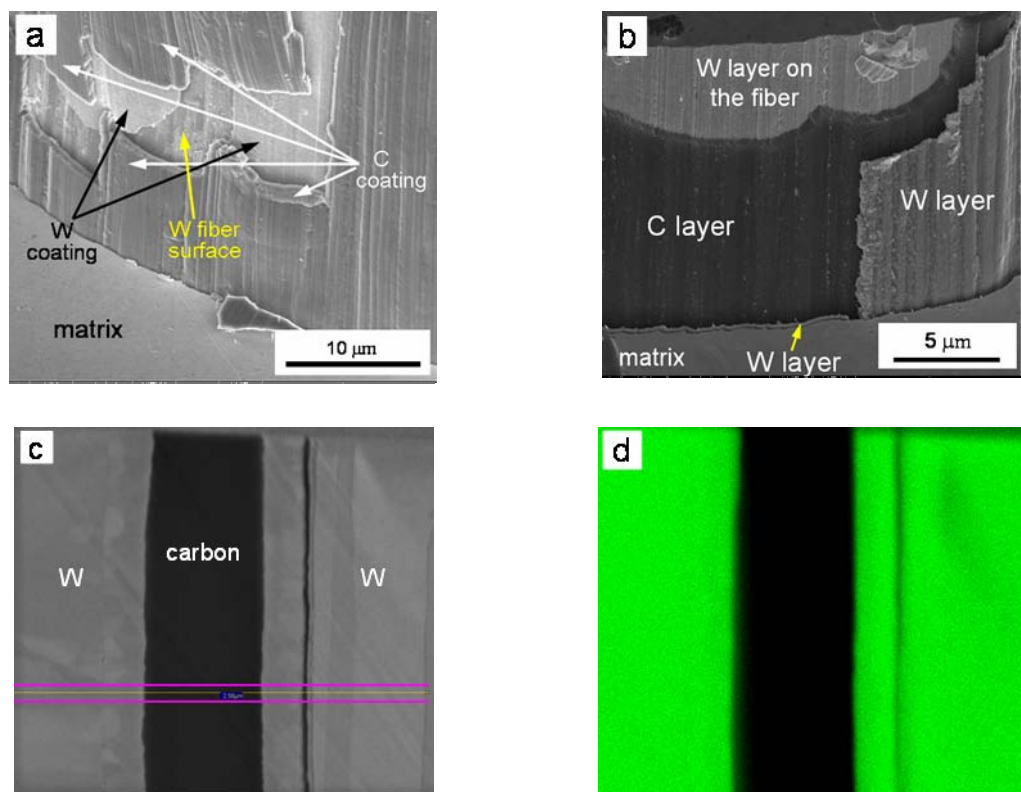 a
C
coating
W
coating
W fiber
surface
matrix
10 µm
b
W layer on
the fiber
C layer
W layer
W layer
matrix
5 µm
c
carbon
W
W
d